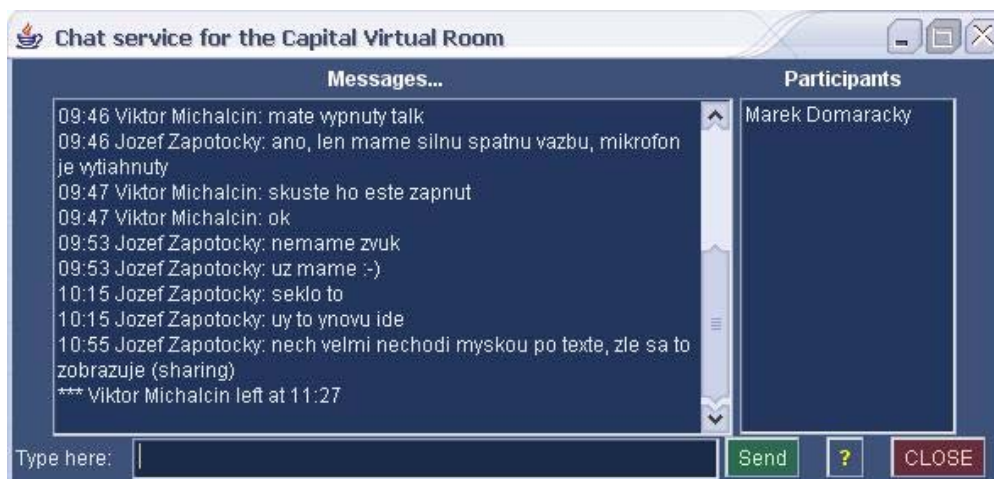 Chat service for the Capital Virtual Room
Messages...
Participants
09:46 Viktor Michalcin: mate vypnuty talk
09:46 Jozef Zapotocky: ano, len mame silnu spatnu vazbu, mikrofon
je vytiahnuty
09:47 Viktor Michalcin: skuste ho este zapnut
09:47 Viktor Michalcin: ok
09:53 Jozef Zapotocky: nemame zvuk
09:53 Jozef Zapotocky: uz mame :-)
10:15 Jozef Zapotocky: seklo to
10:15 Jozef Zapotocky: uy to ynovu ide
10:55 Jozef Zapotocky: nech velmi nechodi myskou po texte, zle sa to
zobrazuje (sharing)
*** Viktor Michalcin left at 11:27
Marek Domaracky
Type here:
Send
?
CLOSE